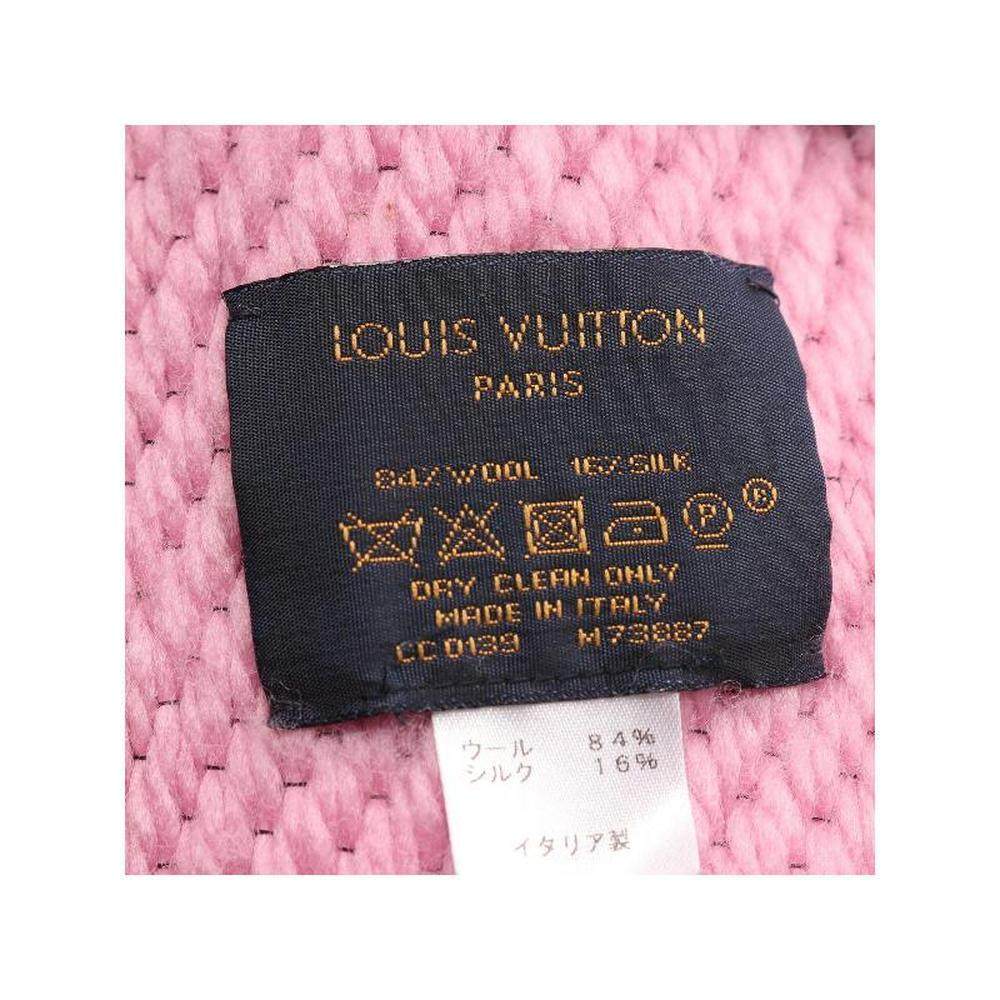 LOUIS VUITTON
PARIS
84% WOOL 16% SILK
P R
DRY CLEAN ONLY
MADE IN ITALY
CC0139 M73887
ウール 84%
シルク 16%
イタリア製